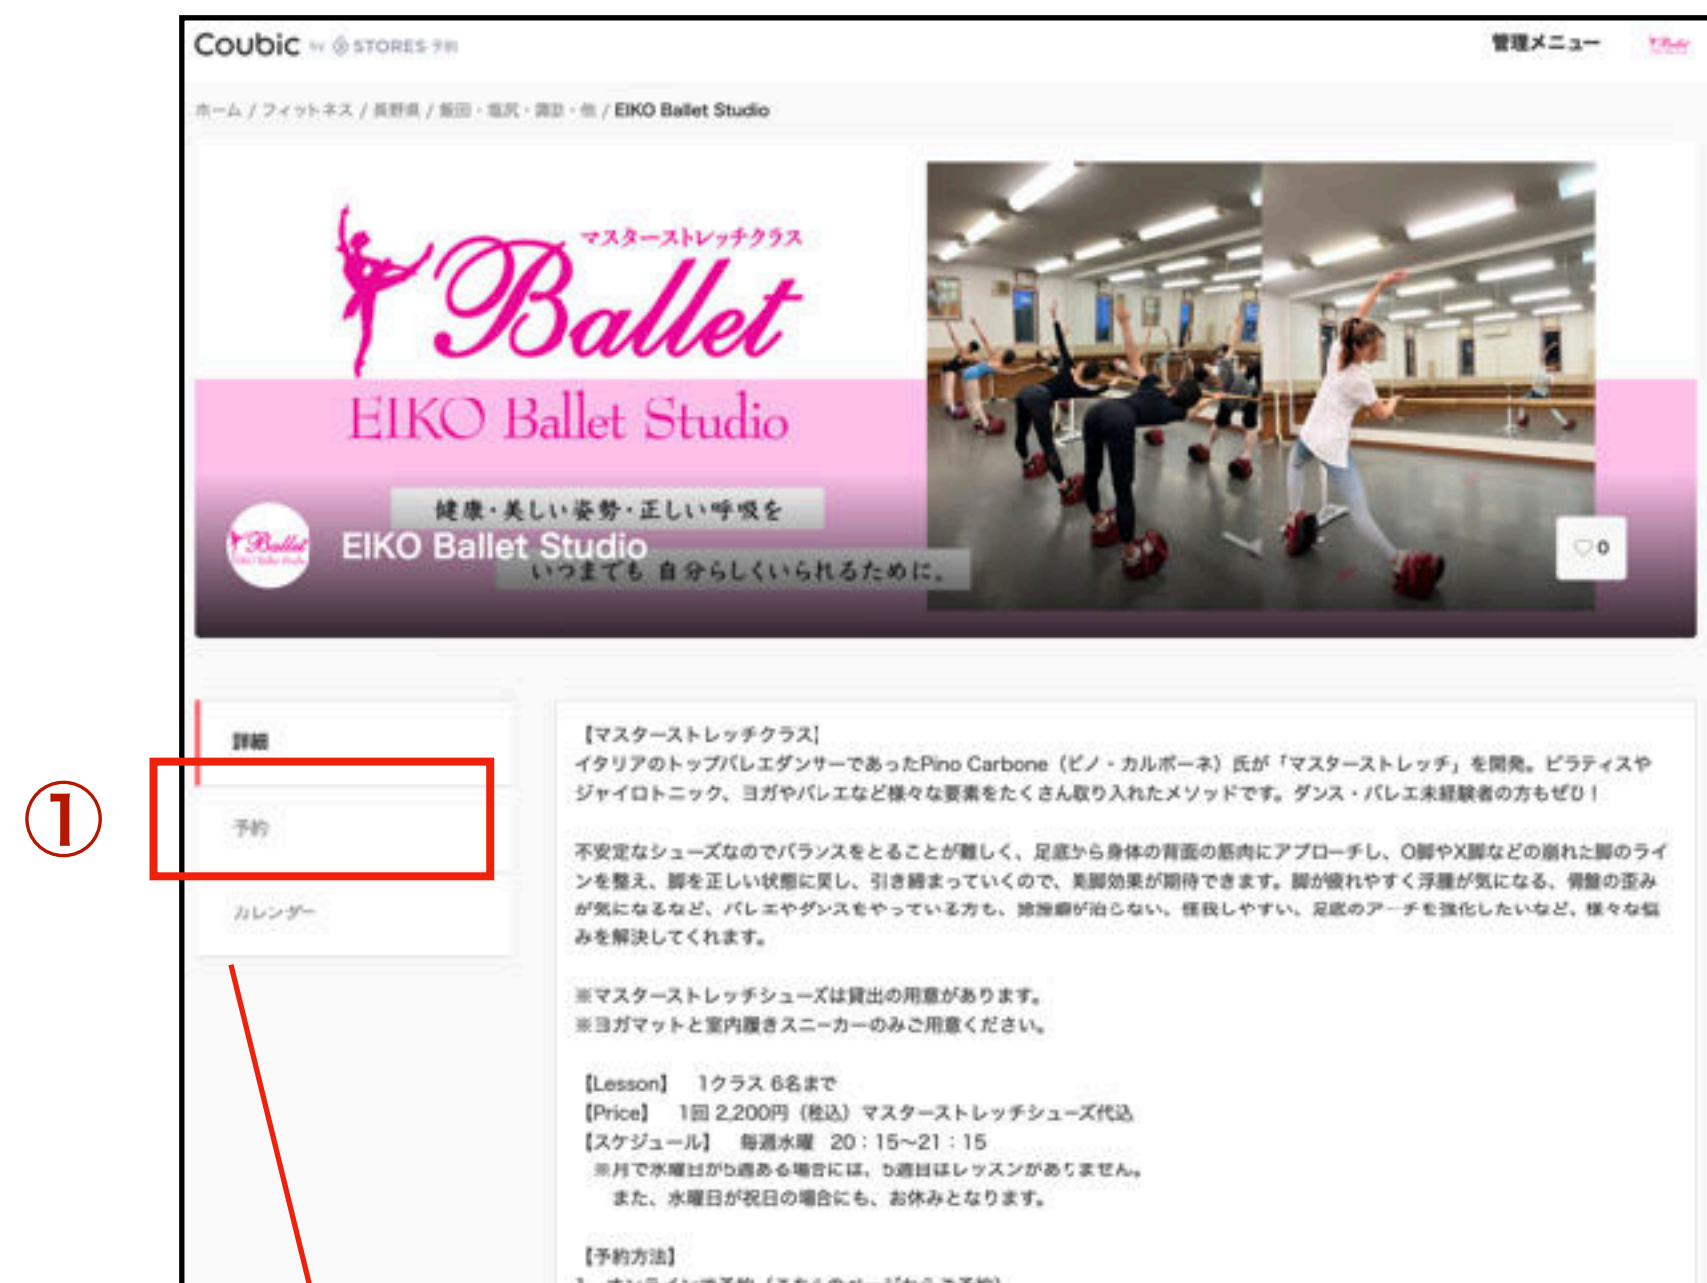 Coubic by STORES 予約
管理メニュー
ホーム / フィットネス / 長野県 / 飯田・塩尻・諏訪・他 / EIKO Ballet Studio
マスターストレッチクラス
Ballet
EIKO Ballet Studio
健康・美しい姿勢・正しい呼吸を
Ballet
EIKO Ballet Studio
いつまでも 自分らしくいられるために。
0
詳細
①
予約
カレンダー
【マスターストレッチクラス】
イタリアのトップバレエダンサーであったPino Carbone（ピノ・カルボーネ）氏が「マスターストレッチ」を開発。ピラティスや
ジャイロトニック、ヨガやバレエなど様々な要素をたくさん取り入れたメソッドです。ダンス・バレエ未経験者の方もぜひ！
不安定なシューズなのでバランスをとることが難しく、足底から身体の背面の筋肉にアプローチし、O脚やX脚などの崩れた脚のライ
ンを整え、脚を正しい状態に戻し、引き締まっていくので、美脚効果が期待できます。脚が疲れやすく浮腫が気になる、骨盤の歪み
が気になるなど、バレエやダンスをやっている方も、癖が治らない、怪我しやすい、足底のアーチを強化したいなど、様々な悩
みを解決してくれます。
※マスターストレッチシューズは貸出の用意があります。
※ヨガマットと室内履きスニーカーのみご用意ください。
【Lesson】 1クラス 6名まで
【Price】 1回 2,200円（税込）マスターストレッチシューズ代込
【スケジュール】 毎週水曜 20：15〜21：15
※月で水曜日が5週ある場合には、5週目はレッスンがありません。
また、水曜日が祝日の場合にも、お休みとなります。
【予約方法】